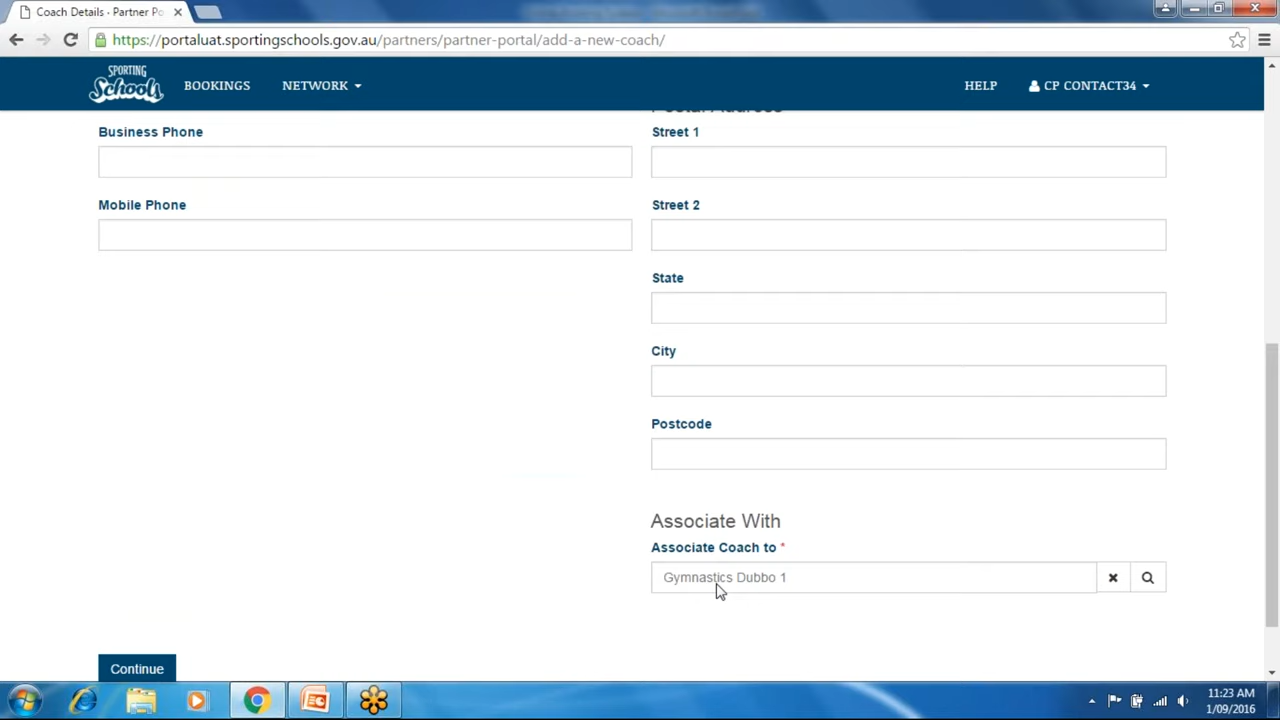 Coach Details - Partner Po
https://portaluat.sportingschools.gov.au/partners/partner-portal/add-a-new-coach/
SPORTING Schools
BOOKINGS
NETWORK
HELP
CP CONTACT34
Postal Address
Business Phone
Street 1
Mobile Phone
Street 2
State
City
Postcode
Associate With
Associate Coach to *
Gymnastics Dubbo 1
Continue
11:23 AM
1/09/2016